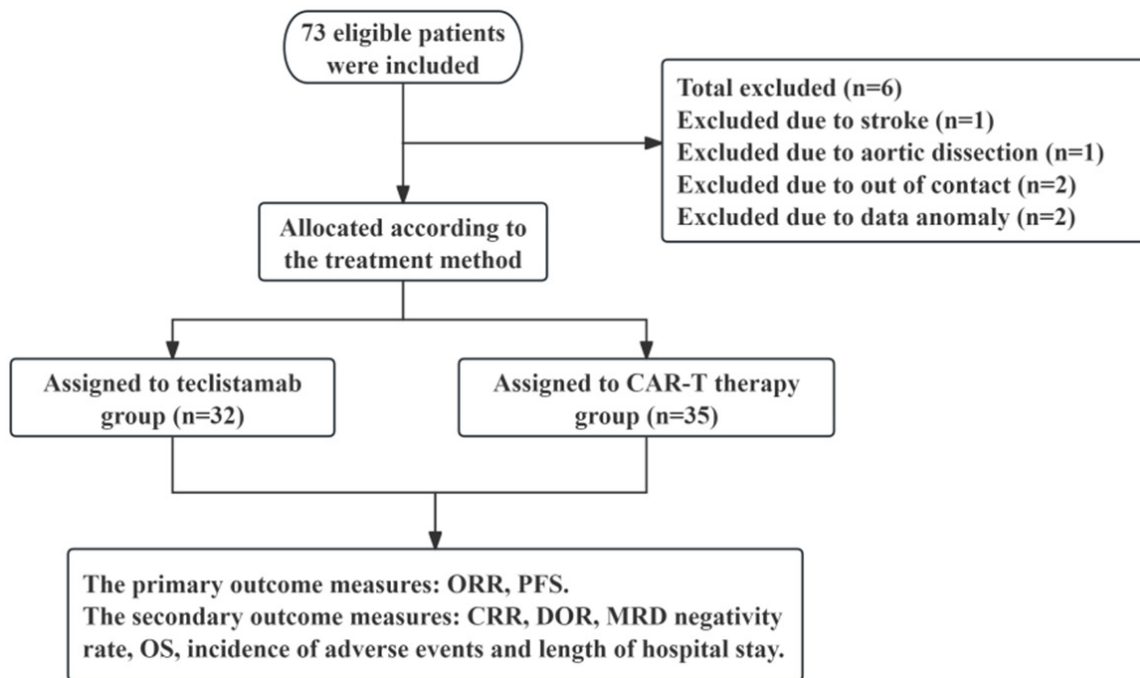 73 eligible patients
were included
Total excluded (n=6)
Excluded due to stroke (n=1)
Excluded due to aortic dissection (n=1)
Excluded due to out of contact (n=2)
Excluded due to data anomaly (n=2)
Allocated according to
the treatment method
Assigned to teclistamab
group (n=32)
Assigned to CAR-T therapy
group (n=35)
The primary outcome measures: ORR, PFS.
The secondary outcome measures: CRR, DOR, MRD negativity
rate, OS, incidence of adverse events and length of hospital stay.